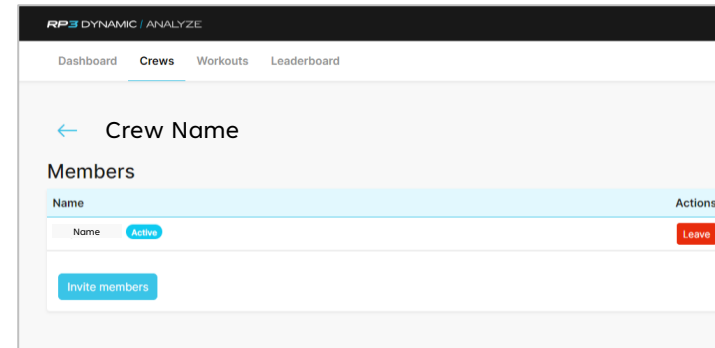 RP3 DYNAMIC / ANALYZE
Dashboard Crews Workouts Leaderboard
← Crew Name
Members
Name Actions
Name Active Leave
Invite members